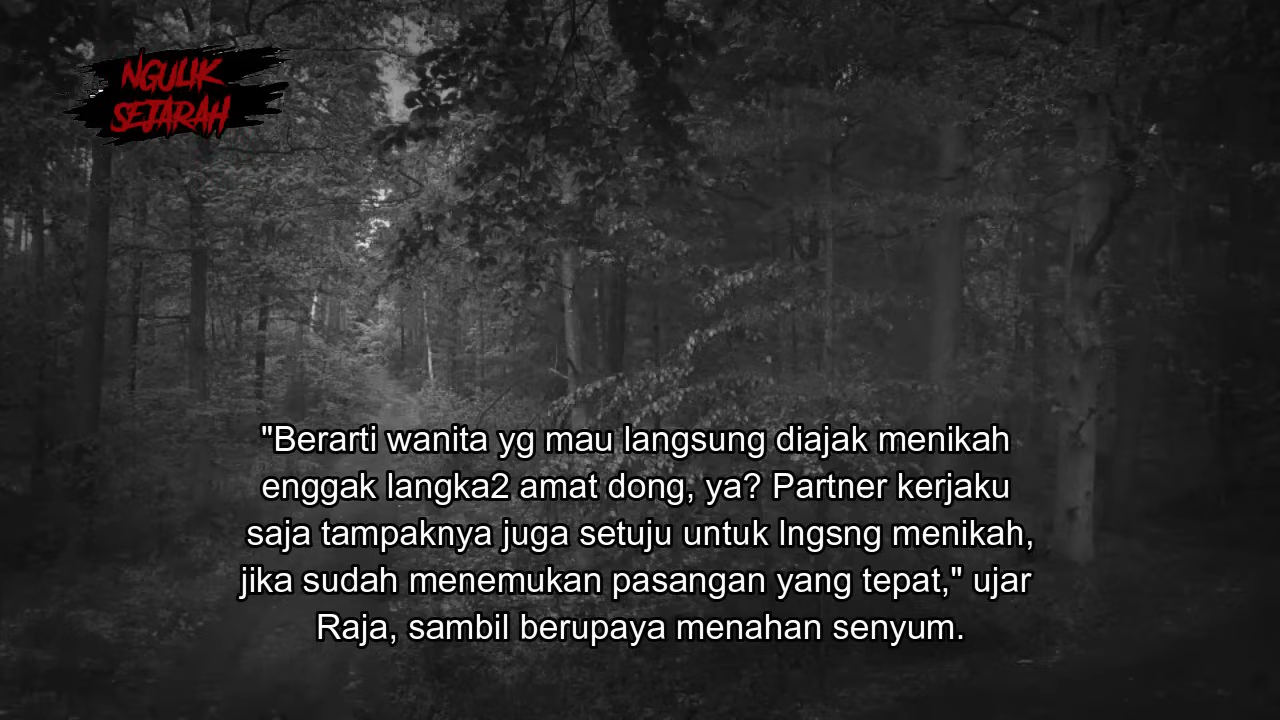 NGULIK
SEJARAH
"Berarti wanita yg mau langsung diajak menikah
enggak langka2 amat dong, ya? Partner kerjaku
saja tampaknya juga setuju untuk lngsng menikah,
jika sudah menemukan pasangan yang tepat," ujar
Raja, sambil berupaya menahan senyum.